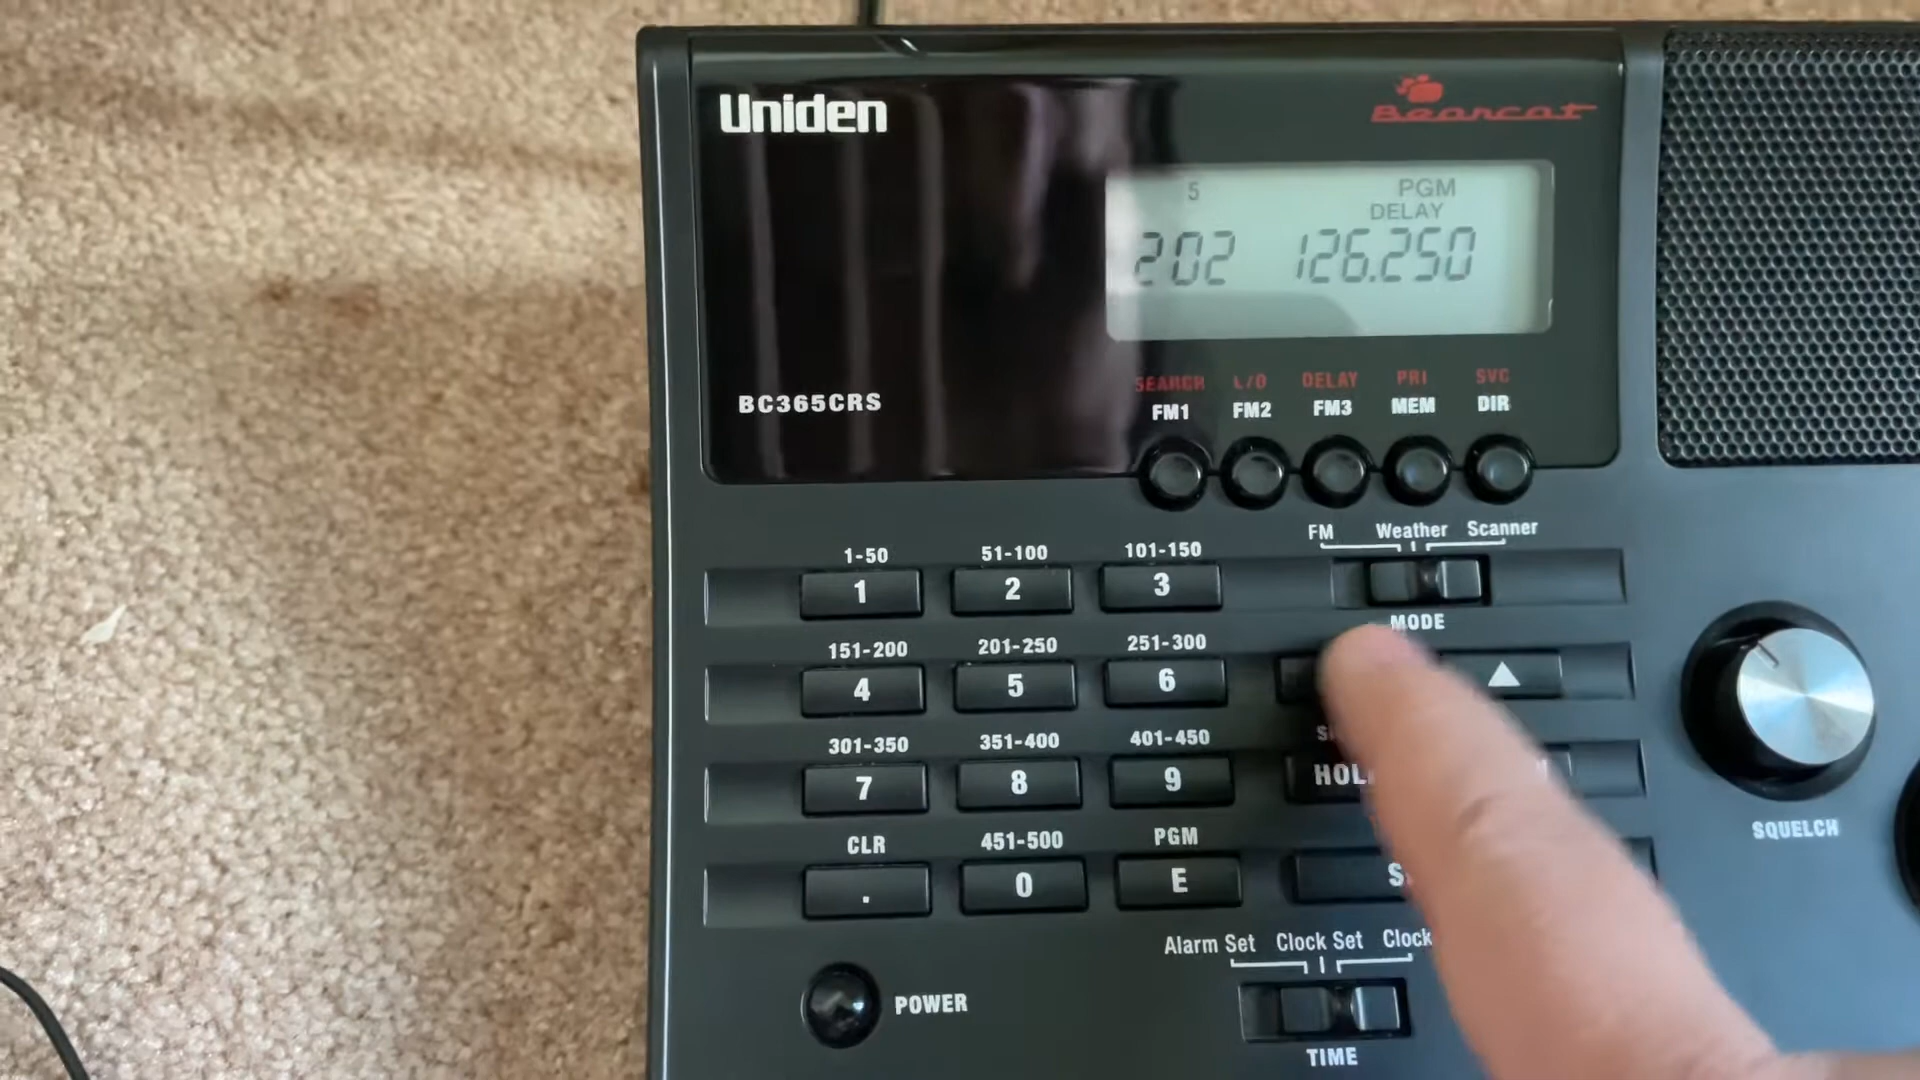 Uniden
Bearcat
5 PGM
DELAY
202 126.250
BC365CRS
SEARCH L/O DELAY PRI SVC
FM1 FM2 FM3 MEM DIR
FM Weather Scanner
MODE
1-50 51-100 101-150
1 2 3
151-200 201-250 251-300
4 5 6
301-350 351-400 401-450
7 8 9
CLR 451-500 PGM
. 0 E
SQUELCH
Alarm Set Clock Set Clock
POWER
TIME